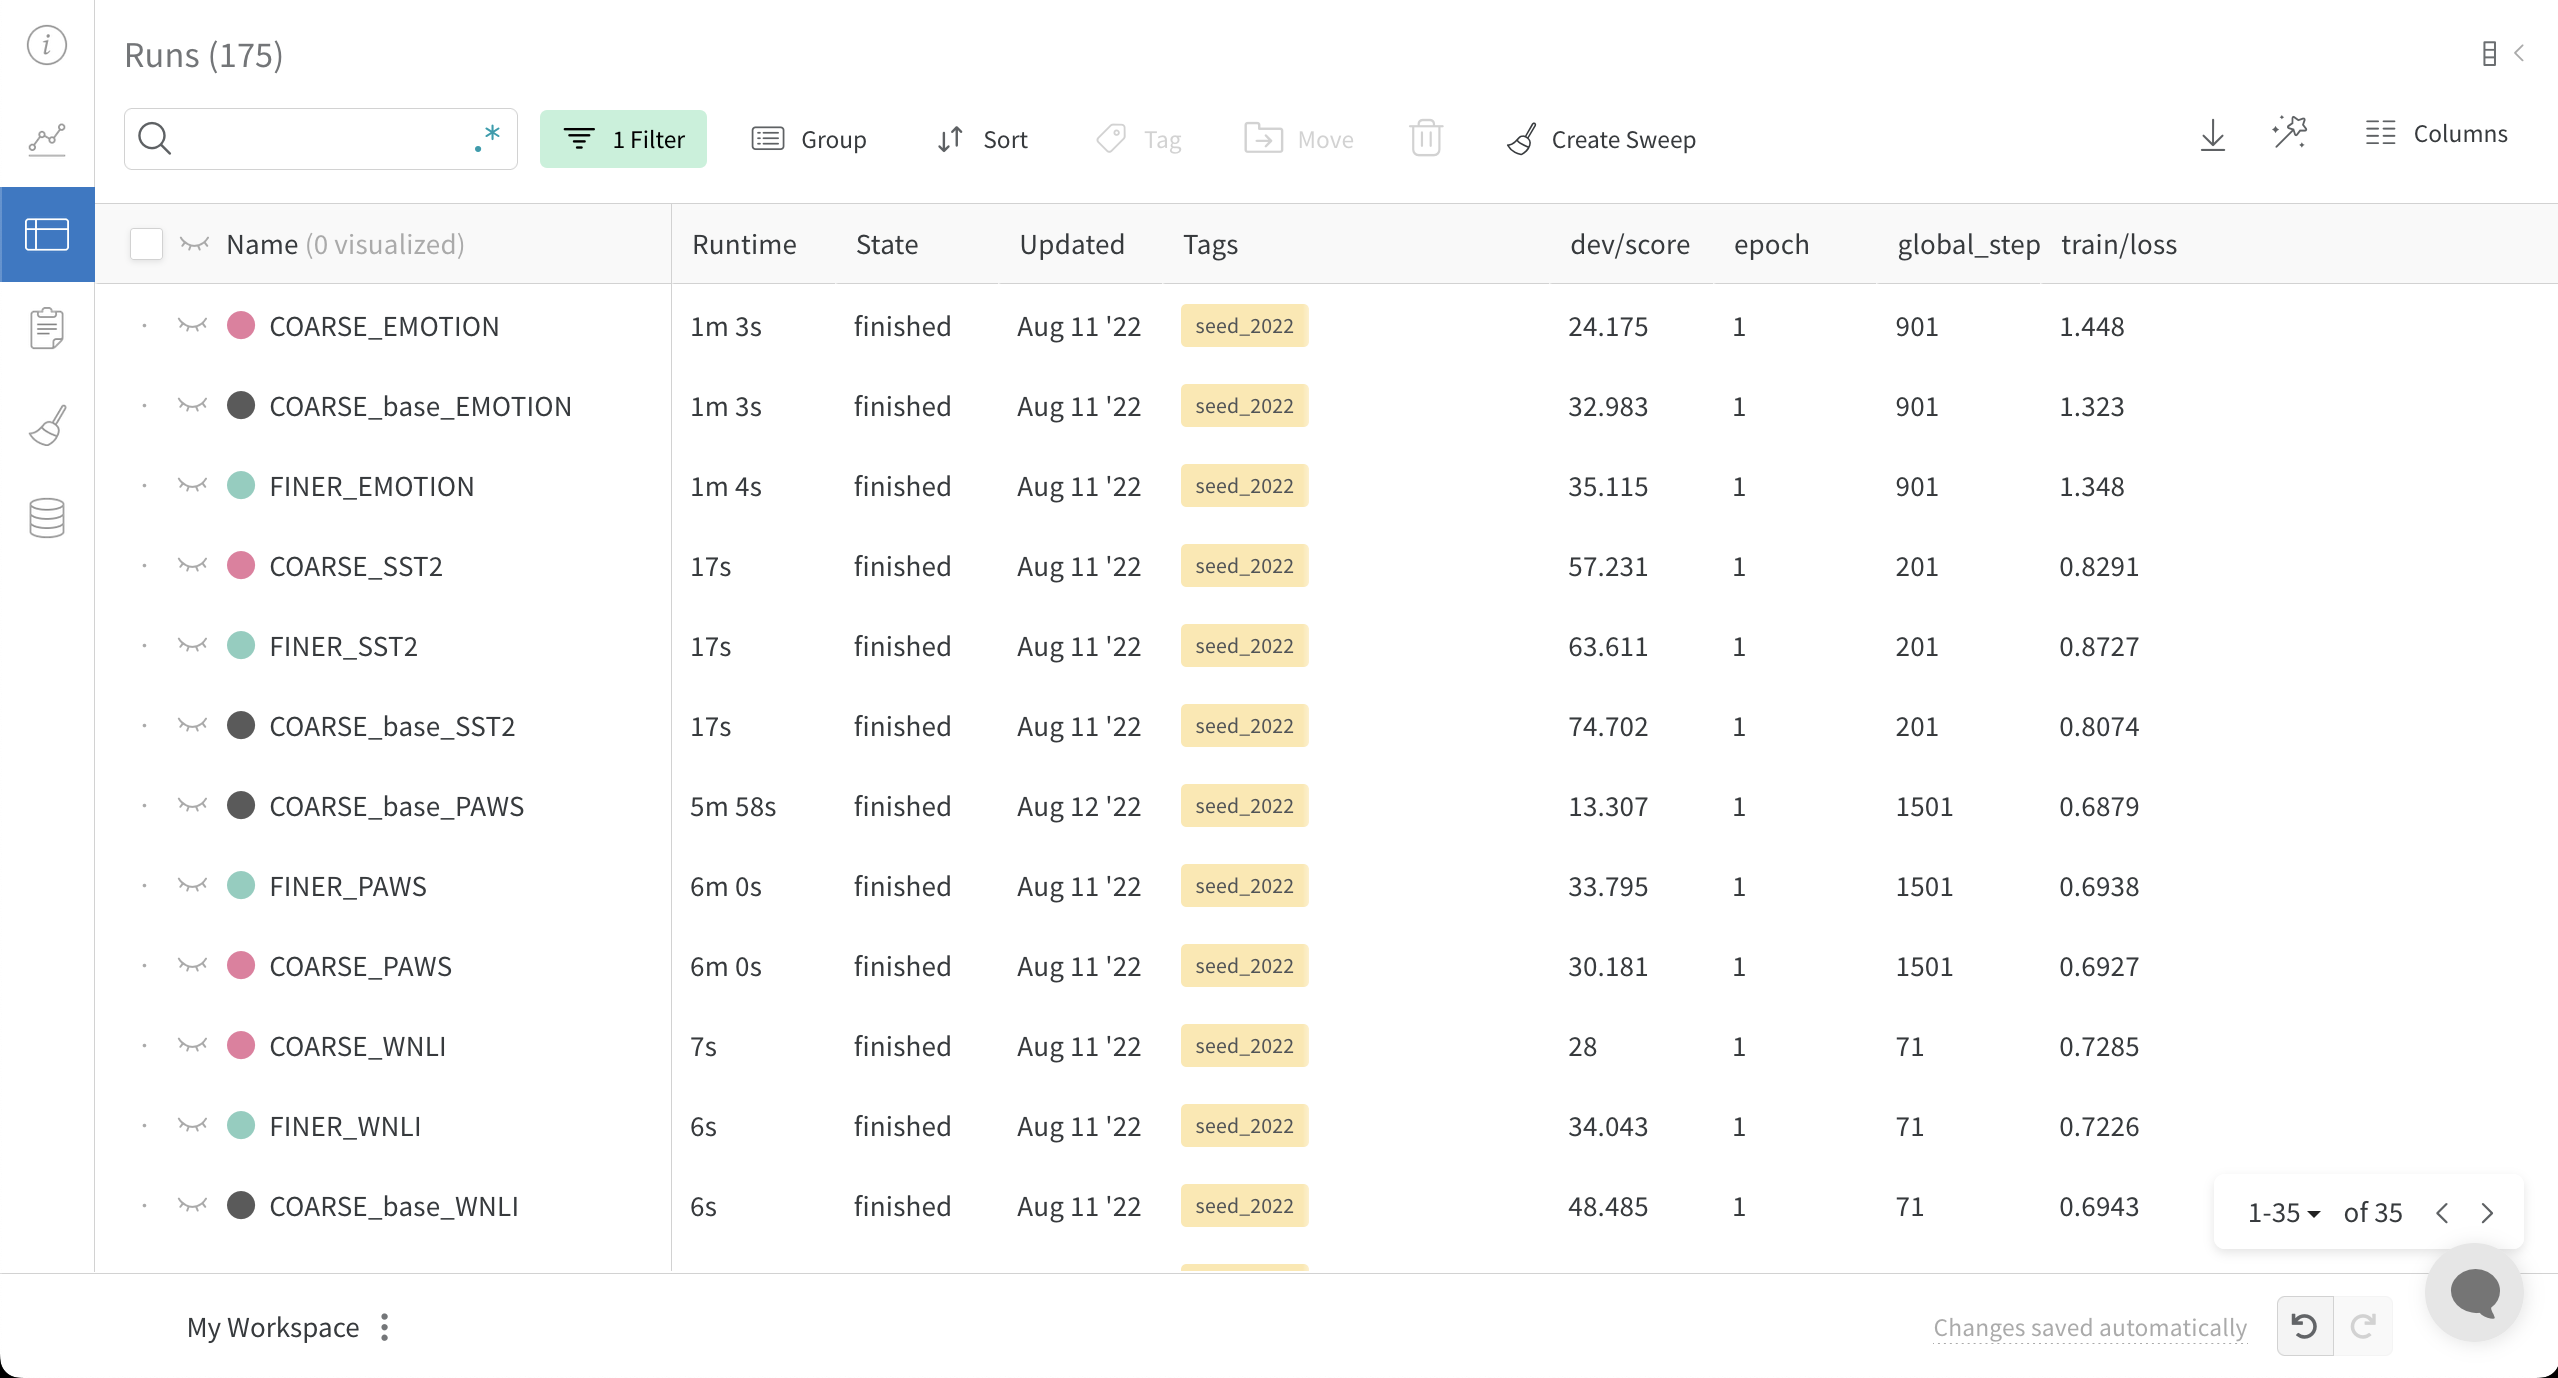 Runs (175)
.* 1 Filter Group Sort Tag Move Create Sweep Columns
Name (0 visualized) Runtime State Updated Tags dev/score epoch global_step train/loss
COARSE_EMOTION 1m 3s finished Aug 11 '22 seed_2022 24.175 1 901 1.448
COARSE_base_EMOTION 1m 3s finished Aug 11 '22 seed_2022 32.983 1 901 1.323
FINER_EMOTION 1m 4s finished Aug 11 '22 seed_2022 35.115 1 901 1.348
COARSE_SST2 17s finished Aug 11 '22 seed_2022 57.231 1 201 0.8291
FINER_SST2 17s finished Aug 11 '22 seed_2022 63.611 1 201 0.8727
COARSE_base_SST2 17s finished Aug 11 '22 seed_2022 74.702 1 201 0.8074
COARSE_base_PAWS 5m 58s finished Aug 12 '22 seed_2022 13.307 1 1501 0.6879
FINER_PAWS 6m 0s finished Aug 11 '22 seed_2022 33.795 1 1501 0.6938
COARSE_PAWS 6m 0s finished Aug 11 '22 seed_2022 30.181 1 1501 0.6927
COARSE_WNLI 7s finished Aug 11 '22 seed_2022 28 1 71 0.7285
FINER_WNLI 6s finished Aug 11 '22 seed_2022 34.043 1 71 0.7226
COARSE_base_WNLI 6s finished Aug 11 '22 seed_2022 48.485 1 71 0.6943
1-35 of 35
My Workspace Changes saved automatically